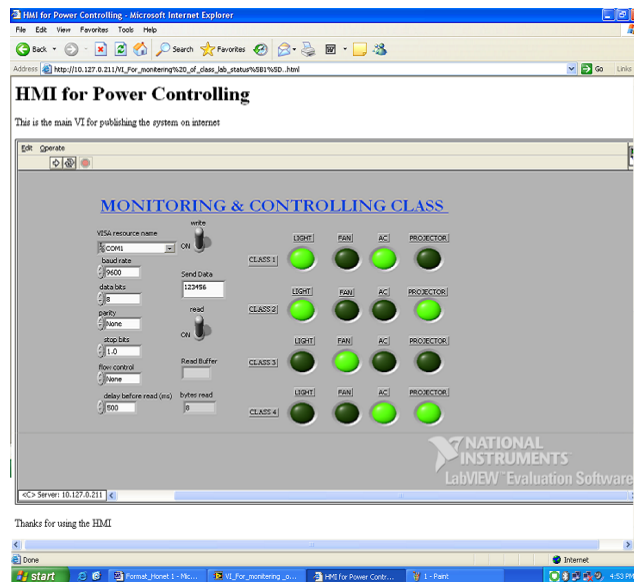 HMI for Power Controlling - Microsoft Internet Explorer
File Edit View Favorites Tools Help
Back Search Favorites
Address http://10.127.0.211/VI_For_monitering%20_of_class_lab_status%5B1%5D..html Go Links
HMI for Power Controlling
This is the main VI for publishing the system on internet
Edit Operate
MONITORING & CONTROLLING CLASS
write
VISA resource name
COM1
ON
baud rate
9600
data bits
8
parity
None
stop bits
1.0
flow control
None
delay before read (ms)
500
Send Data
123456
read
ON
Read Buffer
bytes read
0
LIGHT FAN AC PROJECTOR
CLASS 1
LIGHT FAN AC PROJECTOR
CLASS 2
LIGHT FAN AC PROJECTOR
CLASS 3
LIGHT FAN AC PROJECTOR
CLASS 4
NATIONAL
INSTRUMENTS
LabVIEW™ Evaluation Software
<C> Server: 10.127.0.211
Thanks for using the HMI
Done Internet
start Format_Honet 1 - Mic... VI_For_monitering _o... HMI for Power Contr... 1 - Paint 4:53 PM